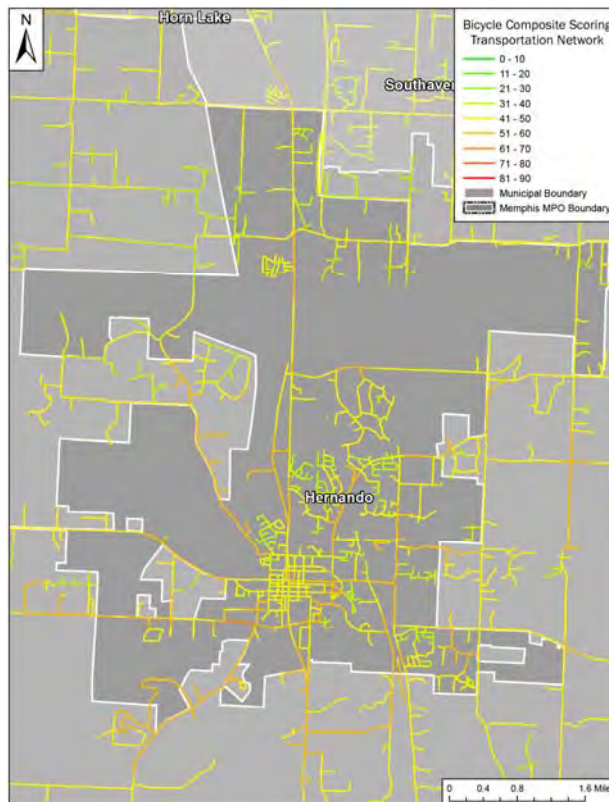 N
Horn Lake
Southave
Bicycle Composite Scoring
Transportation Network
0 - 10
11 - 20
21 - 30
31 - 40
41 - 50
51 - 60
61 - 70
71 - 80
81 - 90
Municipal Boundary
Memphis MPO Boundary
Hernando
0 0.4 0.8 1.6 Mile